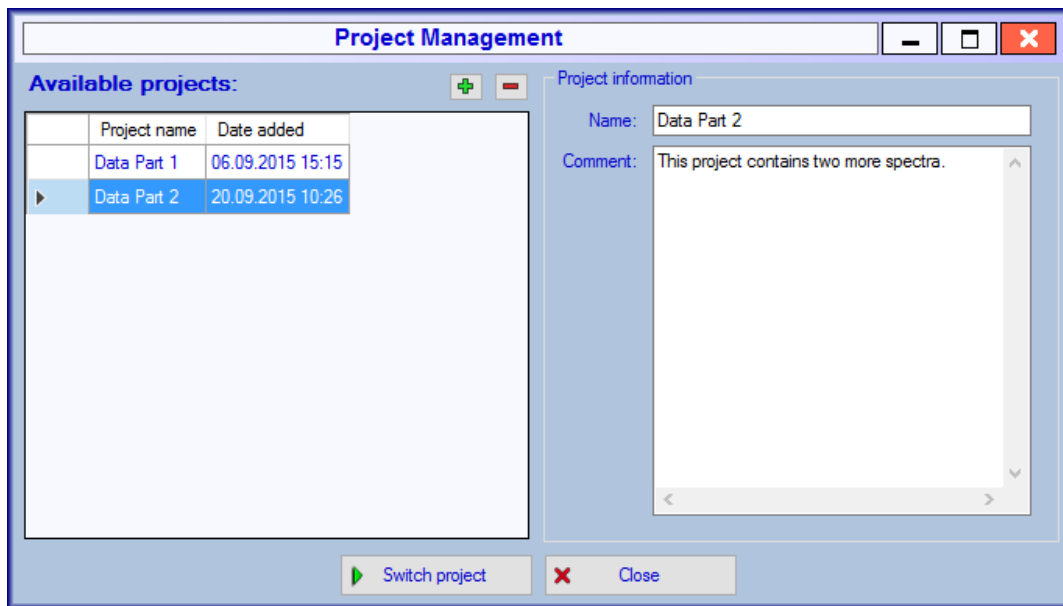 Project Management
Available projects:
Project name Date added
Data Part 1 06.09.2015 15:15
Data Part 2 20.09.2015 10:26
Project information
Name: Data Part 2
Comment: This project contains two more spectra.
Switch project
Close